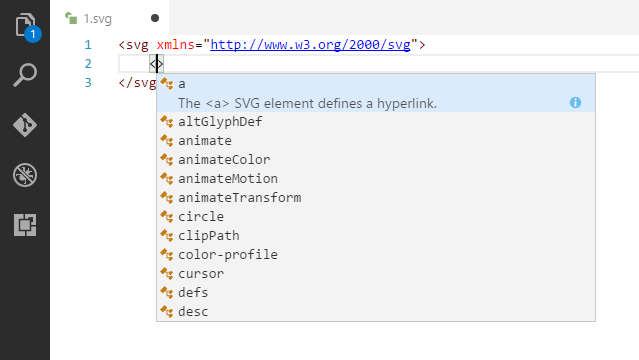 1.svg
1
1 <svg xmlns="http://www.w3.org/2000/svg">
2 <>
3 </svg
a
The <a> SVG element defines a hyperlink.
altGlyphDef
animate
animateColor
animateMotion
animateTransform
circle
clipPath
color-profile
cursor
defs
desc